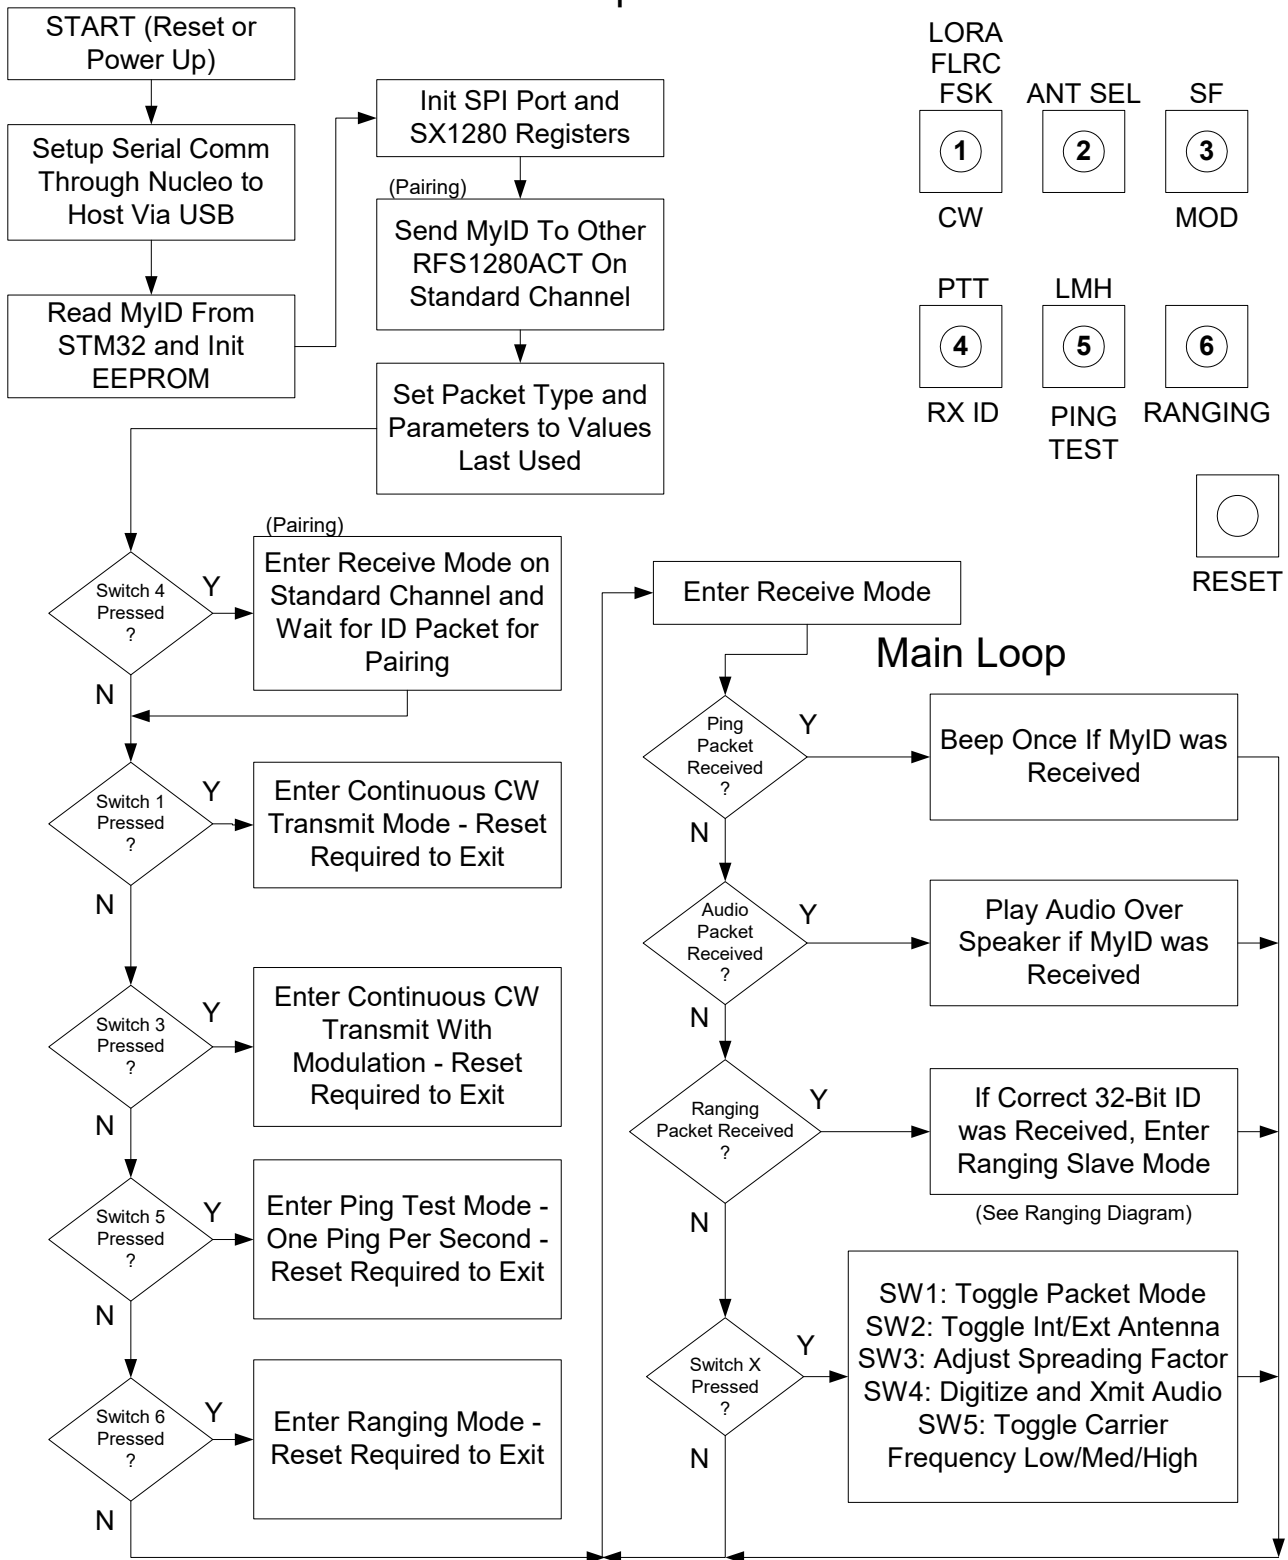 START (Reset or
Power Up)
Setup Serial Comm
Through Nucleo to
Host Via USB
Read MyID From
STM32 and Init
EEPROM
Init SPI Port and
SX1280 Registers
(Pairing)
Send MyID To Other
RFS1280ACT On
Standard Channel
Set Packet Type and
Parameters to Values
Last Used
LORA
FLRC
FSK
ANT SEL
SF
1
2
3
CW
MOD
PTT
LMH
4
5
6
RX ID
PING
TEST
RANGING
RESET
Switch 4
Pressed
?
Y
N
(Pairing)
Enter Receive Mode on
Standard Channel and
Wait for ID Packet for
Pairing
Switch 1
Pressed
?
Y
N
Enter Continuous CW
Transmit Mode - Reset
Required to Exit
Switch 3
Pressed
?
Y
N
Enter Continuous CW
Transmit With
Modulation - Reset
Required to Exit
Switch 5
Pressed
?
Y
N
Enter Ping Test Mode -
One Ping Per Second -
Reset Required to Exit
Switch 6
Pressed
?
Y
N
Enter Ranging Mode -
Reset Required to Exit
Enter Receive Mode
Main Loop
Ping
Packet
Received
?
Y
N
Beep Once If MyID was
Received
Audio
Packet
Received
?
Y
N
Play Audio Over
Speaker if MyID was
Received
Ranging
Packet Received
?
Y
N
If Correct 32-Bit ID
was Received, Enter
Ranging Slave Mode
(See Ranging Diagram)
Switch X
Pressed
?
Y
N
SW1: Toggle Packet Mode
SW2: Toggle Int/Ext Antenna
SW3: Adjust Spreading Factor
SW4: Digitize and Xmit Audio
SW5: Toggle Carrier
Frequency Low/Med/High